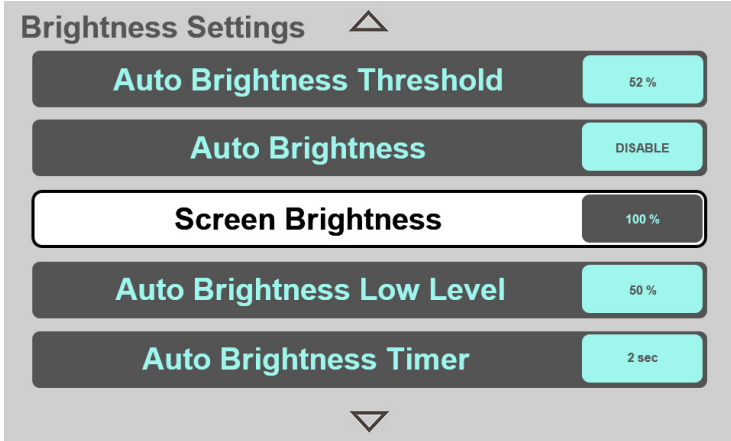 Brightness Settings
Auto Brightness Threshold 52 %
Auto Brightness DISABLE
Screen Brightness 100 %
Auto Brightness Low Level 50 %
Auto Brightness Timer 2 sec